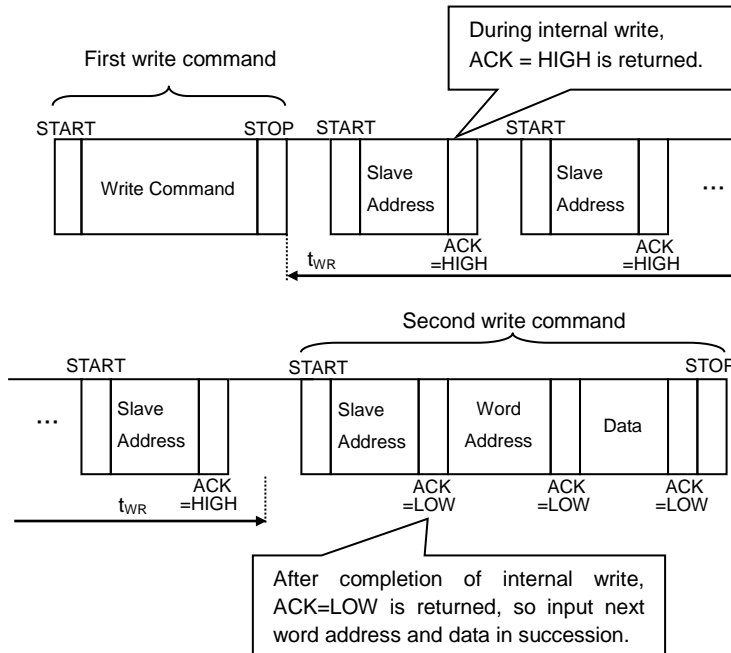 During internal write,
ACK = HIGH is returned.
First write command
START STOP START START
Write Command
Slave
Address
Slave
Address
...
ACK
=HIGH
ACK
=HIGH
tWR
Second write command
START START STOP
...
Slave
Address
Slave
Address
Word
Address
Data
ACK
=HIGH
ACK
=LOW
ACK
=LOW
ACK
=LOW
tWR
After completion of internal write,
ACK=LOW is returned, so input next
word address and data in succession.